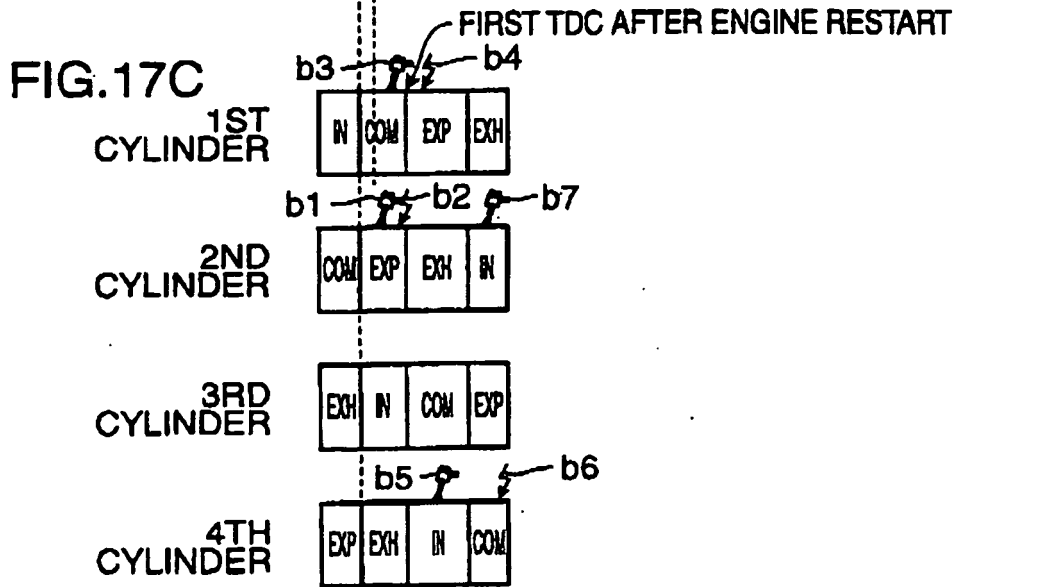 FIRST TDC AFTER ENGINE RESTART
FIG.17C
b3
b4
1ST
CYLINDER
IN COM EXP EXH
b1
b2
b7
2ND
CYLINDER
COM EXP EXH IN
3RD
CYLINDER
EXH IN COM EXP
b5
b6
4TH
CYLINDER
EXP EXH IN COM